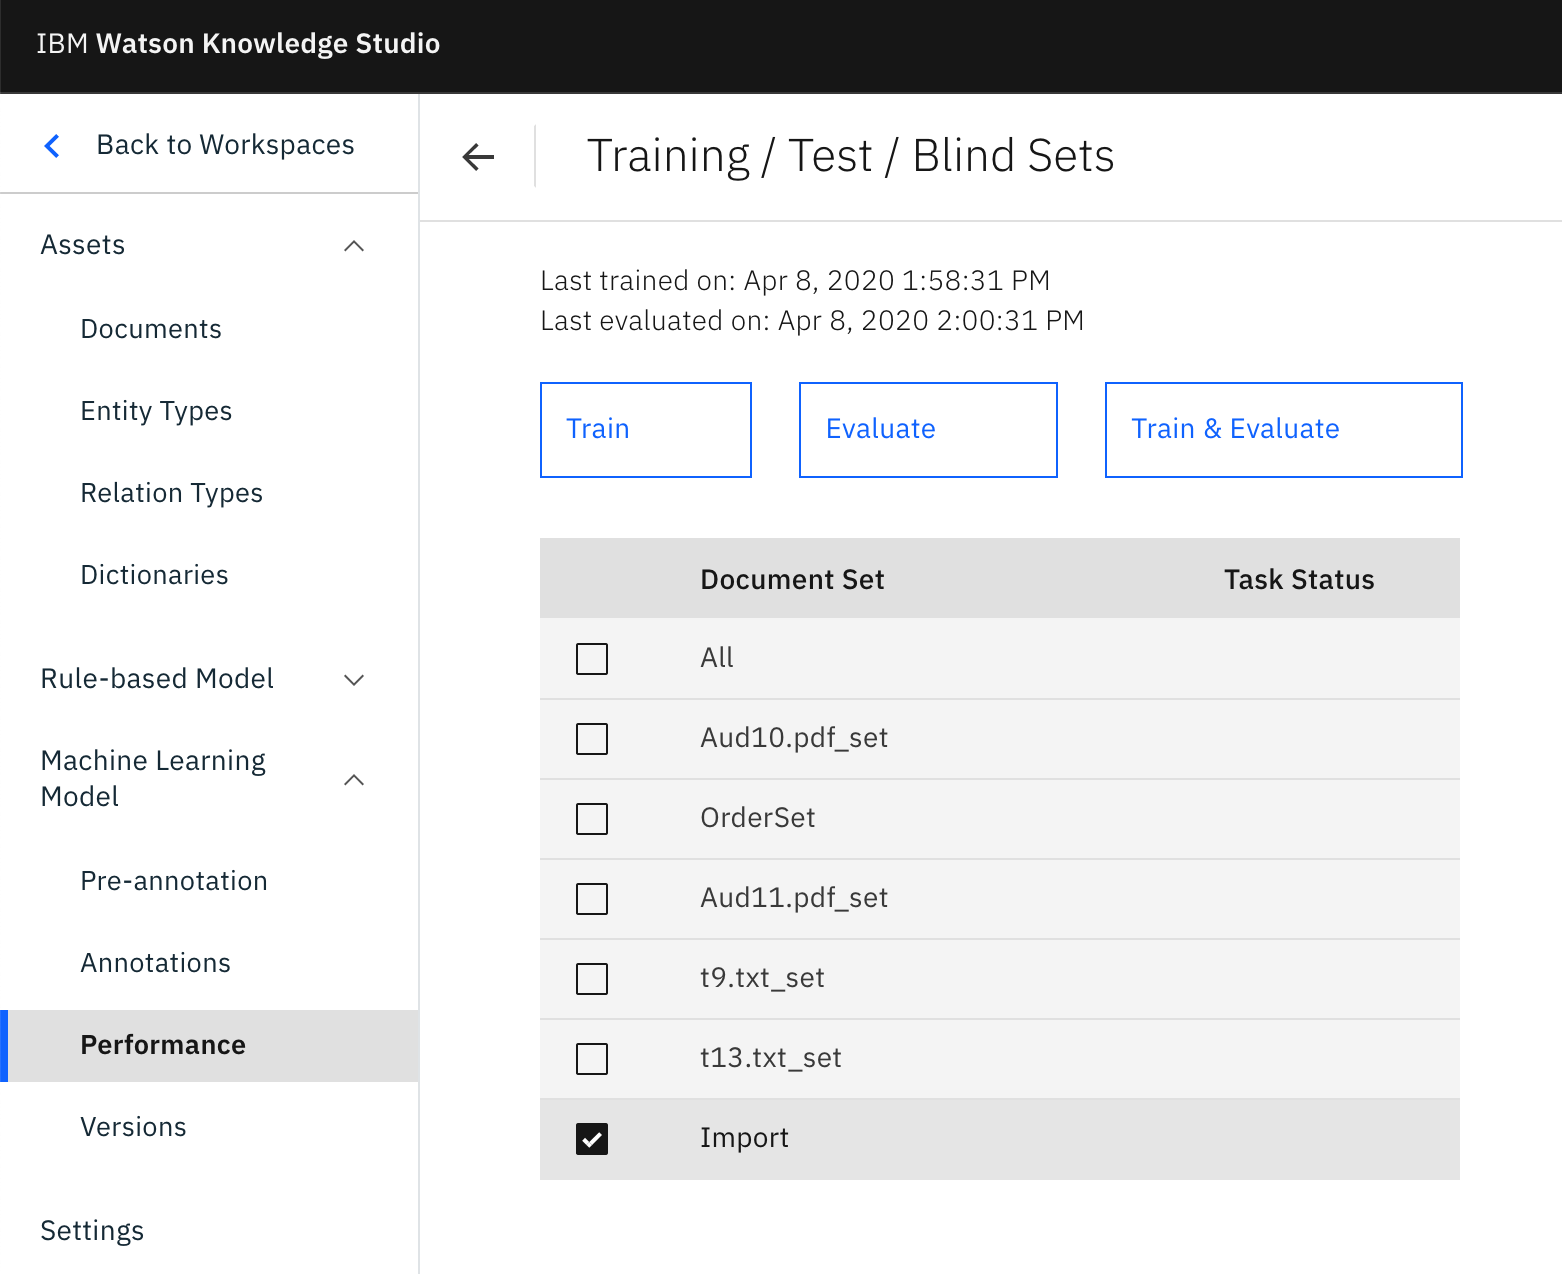 IBM Watson Knowledge Studio
Back to Workspaces
Assets
Documents
Entity Types
Relation Types
Dictionaries
Rule-based Model
Machine Learning
Model
Pre-annotation
Annotations
Performance
Versions
Settings
Training / Test / Blind Sets
Last trained on: Apr 8, 2020 1:58:31 PM
Last evaluated on: Apr 8, 2020 2:00:31 PM
Train Evaluate Train & Evaluate
Document Set Task Status
All
Aud10.pdf_set
OrderSet
Aud11.pdf_set
t9.txt_set
t13.txt_set
Import